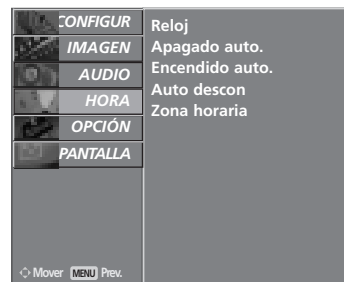 CONFIGUR
IMAGEN
AUDIO
HORA
OPCIÓN
PANTALLA
Reloj
Apagado auto.
Encendido auto.
Auto descon
Zona horaria
Mover MENU Prev.